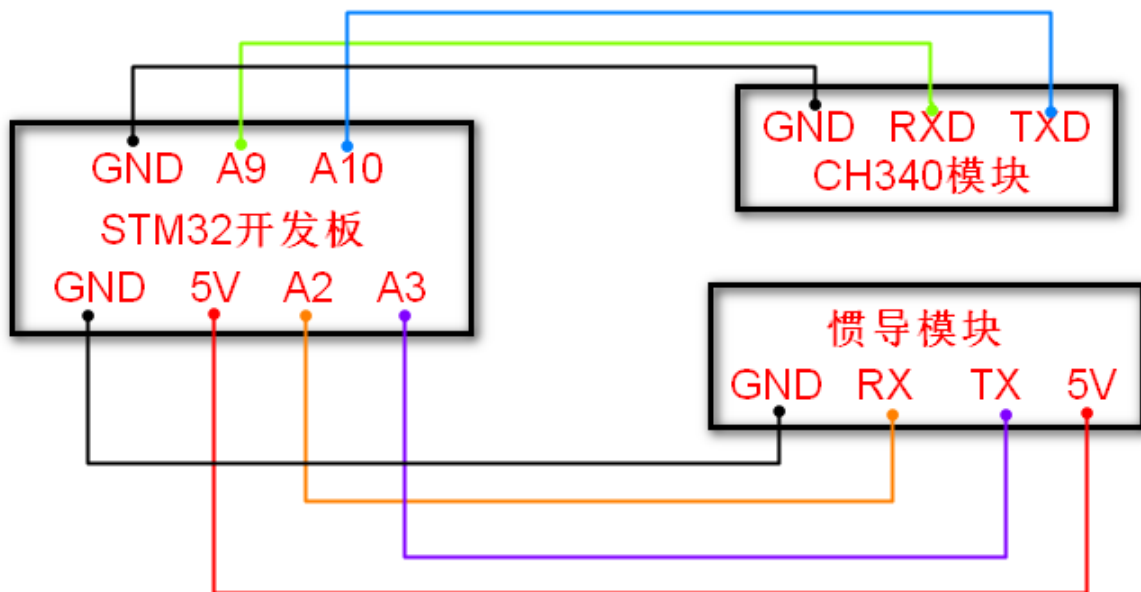 GND A9 A10
STM32开发板
GND 5V A2 A3
GND RXD TXD
CH340模块
惯导模块
GND RX TX 5V